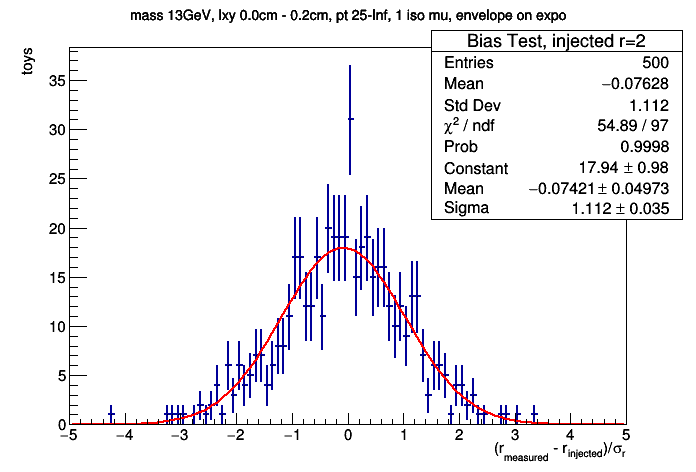 mass 13GeV, lxy 0.0cm - 0.2cm, pt 25-Inf, 1 iso mu, envelope on expo
toys
Bias Test, injected r=2
Entries 500
Mean −0.07628
Std Dev 1.112
χ² / ndf 54.89 / 97
Prob 0.9998
Constant 17.94 ± 0.98
Mean −0.07421 ± 0.04973
Sigma 1.112 ± 0.035
35
30
25
20
15
10
5
0
−5 −4 −3 −2 −1 0 1 2 3 4 5
(r_measured - r_injected)/σ_r